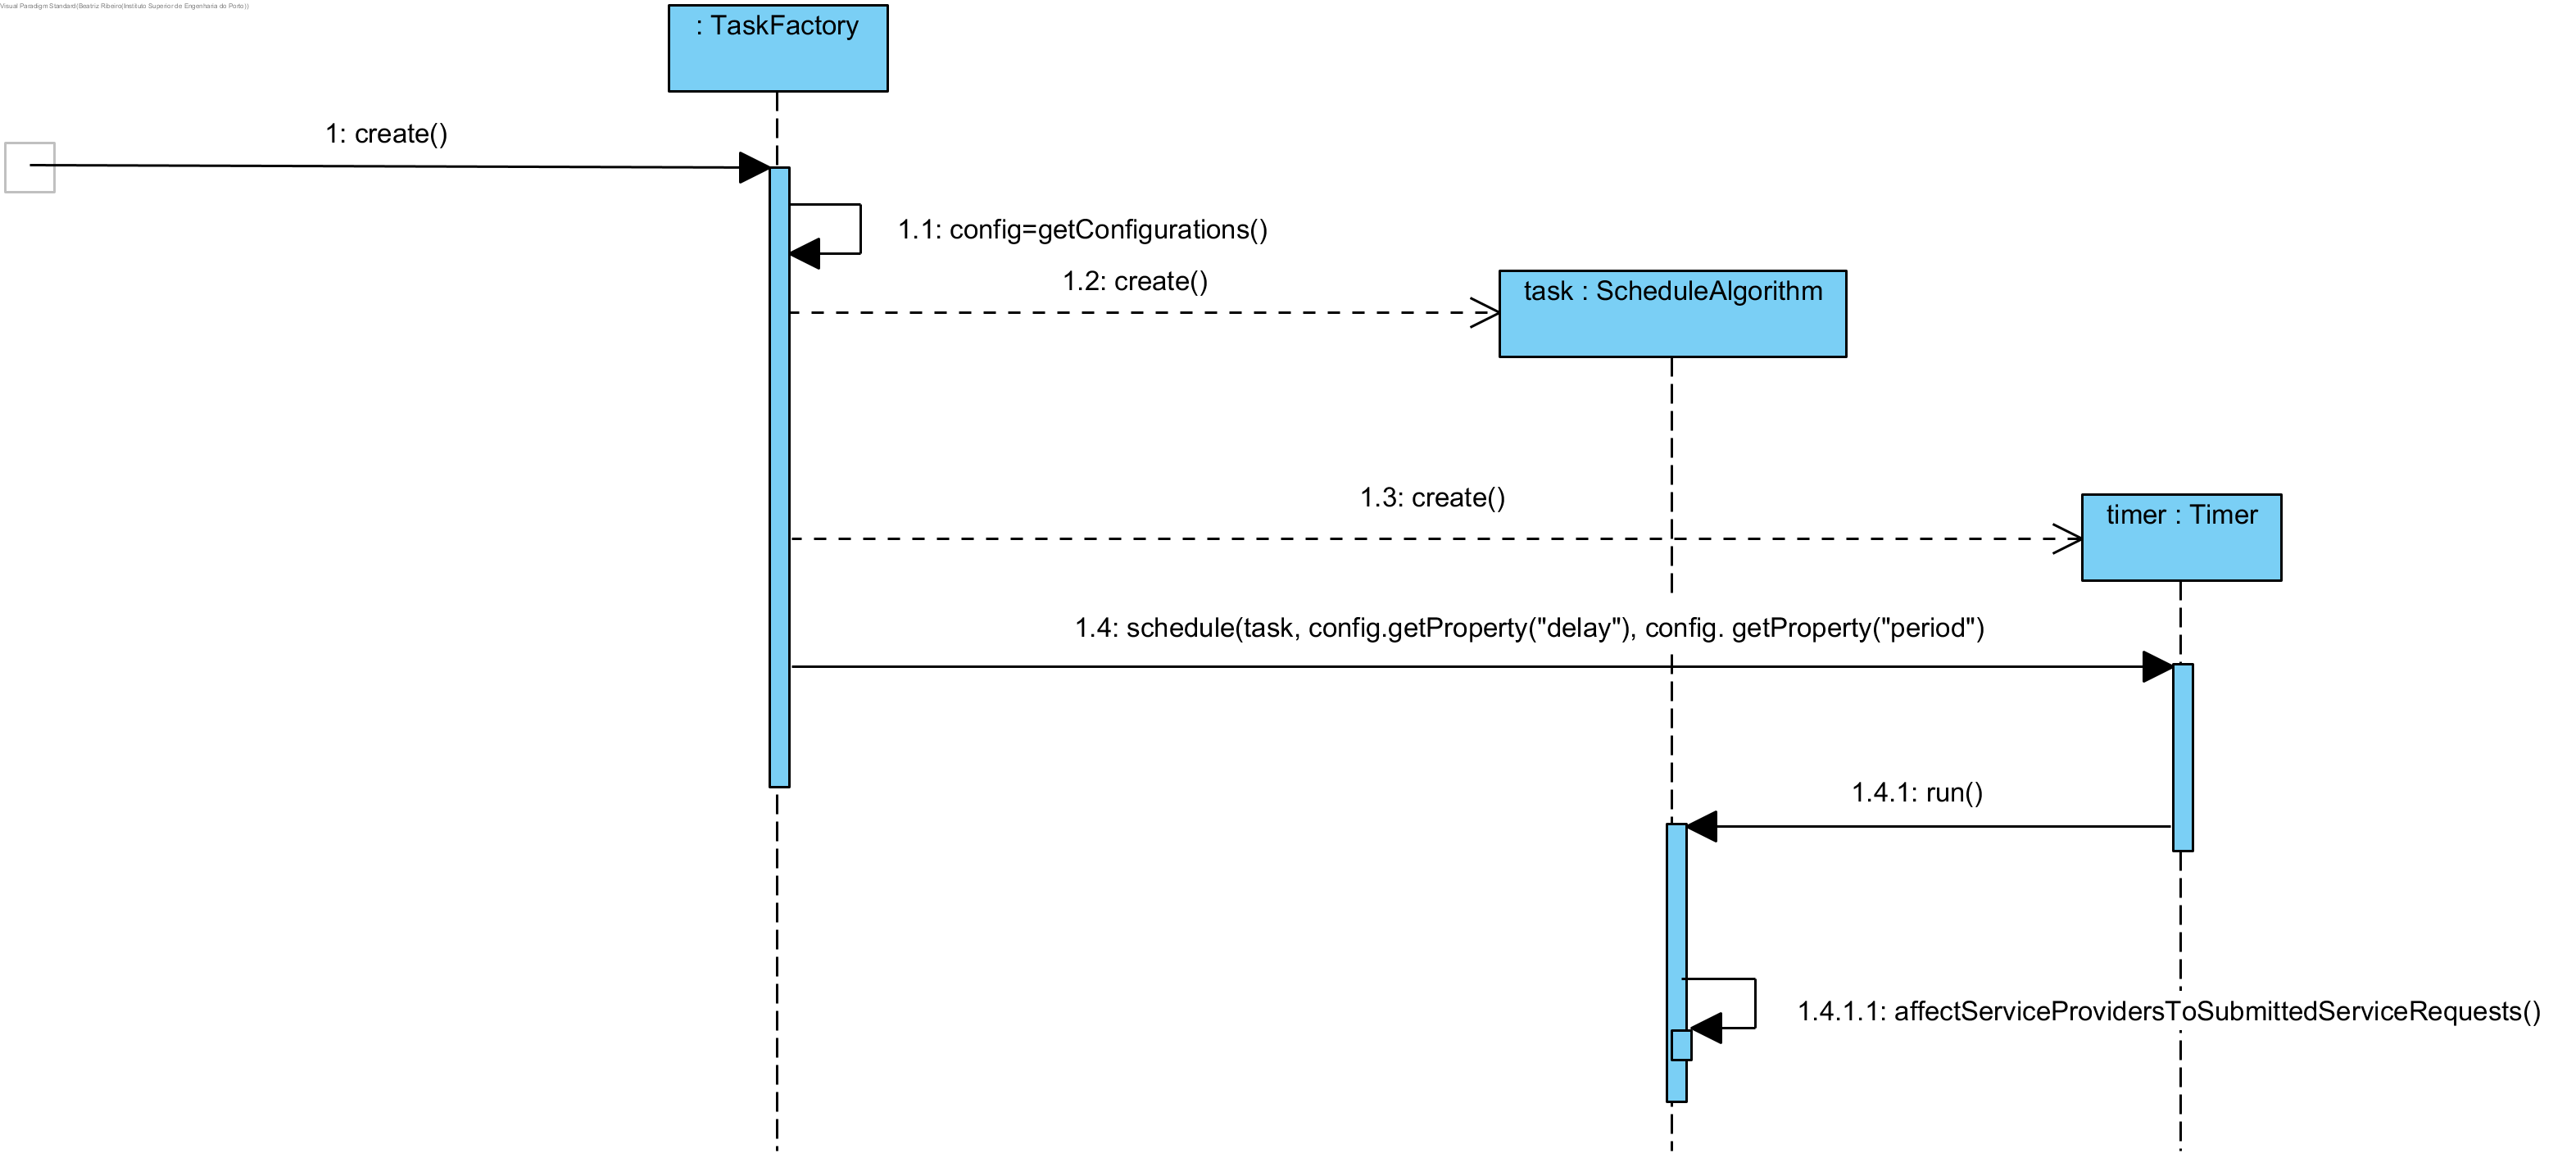 Visual Paradigm Standard(Beatriz Ribeiro(Instituto Superior de Engenharia do Porto))
: TaskFactory
1: create()
1.1: config=getConfigurations()
1.2: create()
task : ScheduleAlgorithm
1.3: create()
timer : Timer
1.4: schedule(task, config.getProperty("delay"), config. getProperty("period")
1.4.1: run()
1.4.1.1: affectServiceProvidersToSubmittedServiceRequests()